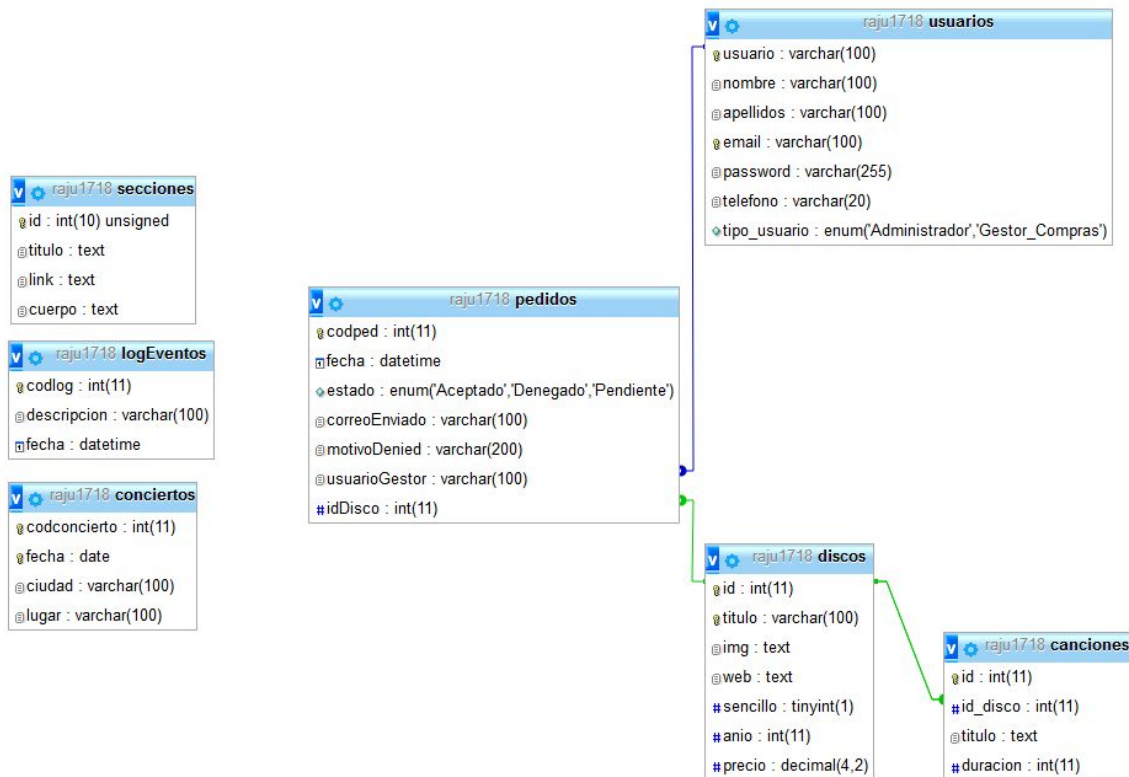 raju1718 usuarios
usuario : varchar(100)
nombre : varchar(100)
apellidos : varchar(100)
email : varchar(100)
password : varchar(255)
telefono : varchar(20)
tipo_usuario : enum('Administrador','Gestor_Compras')
raju1718 secciones
id : int(10) unsigned
titulo : text
link : text
cuerpo : text
raju1718 logEventos
codlog : int(11)
descripcion : varchar(100)
fecha : datetime
raju1718 conciertos
codconcierto : int(11)
fecha : date
ciudad : varchar(100)
lugar : varchar(100)
raju1718 pedidos
codped : int(11)
fecha : datetime
estado : enum('Aceptado','Denegado','Pendiente')
correoEnviado : varchar(100)
motivoDenied : varchar(200)
usuarioGestor : varchar(100)
#idDisco : int(11)
raju1718 discos
id : int(11)
titulo : varchar(100)
img : text
web : text
#sencillo : tinyint(1)
#anio : int(11)
#precio : decimal(4,2)
raju1718 canciones
id : int(11)
#id_disco : int(11)
titulo : text
#duracion : int(11)